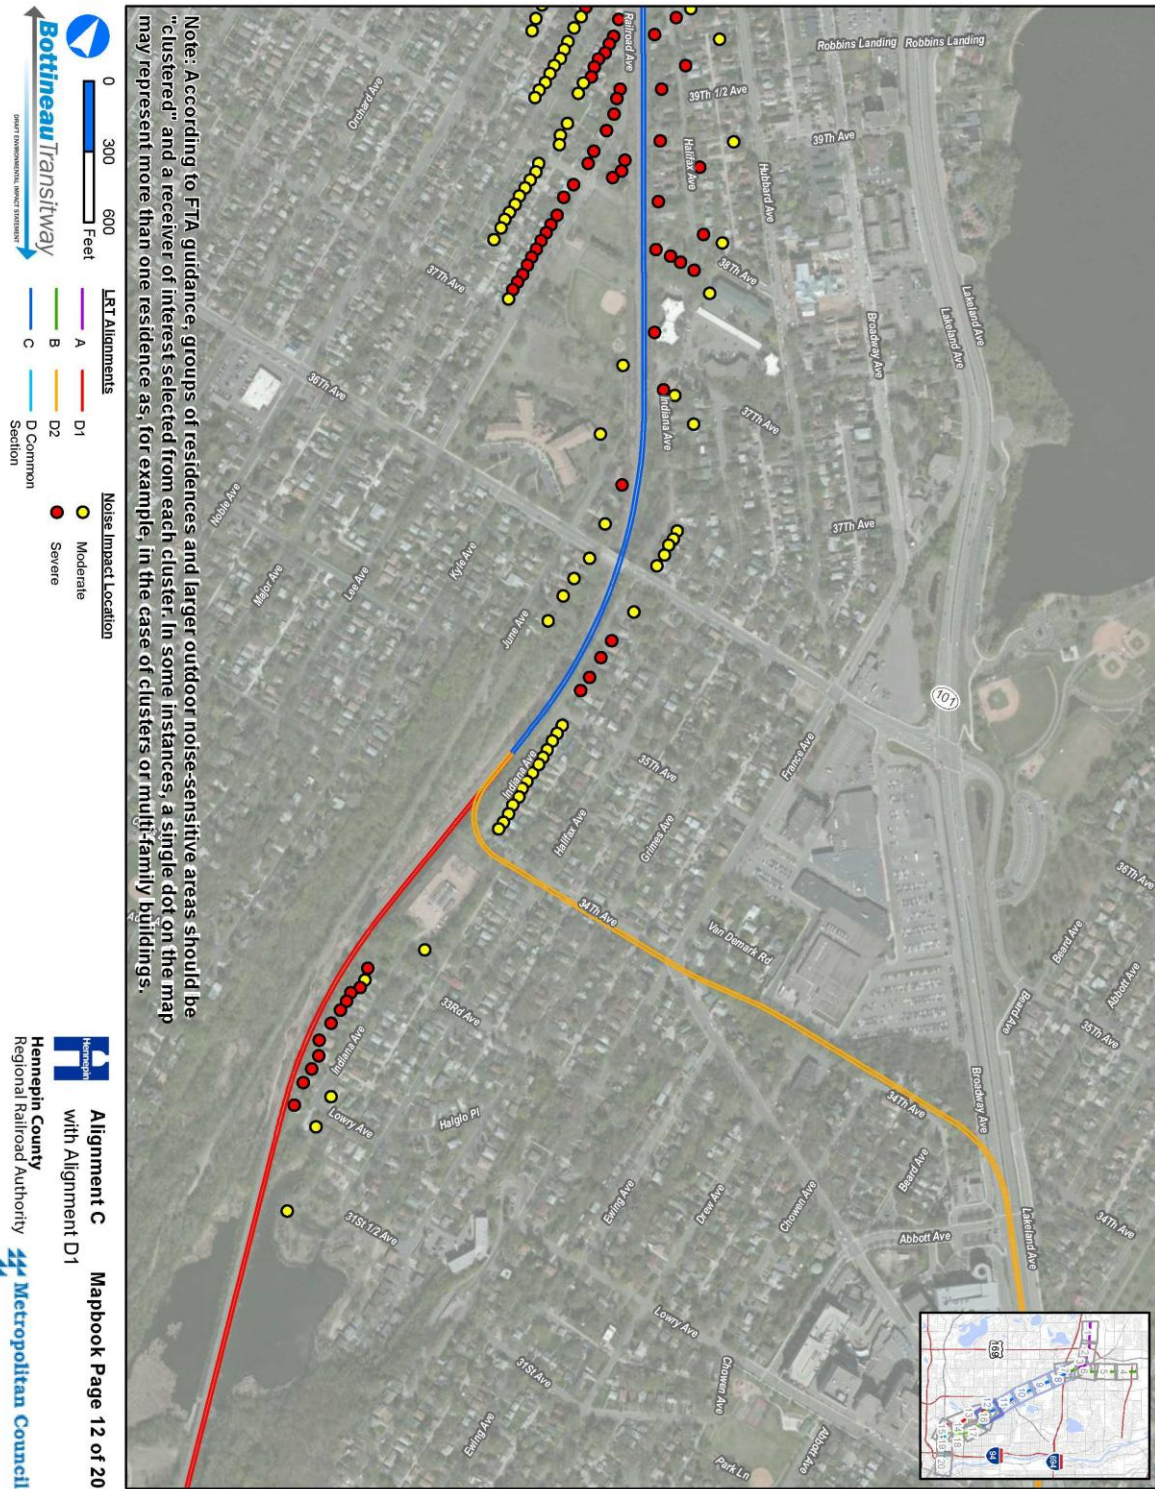 Robbins Landing
Robbins Landing
39Th 1/2 Ave
39Th Ave
Railroad Ave
Halifax Ave
Hubbard Ave
Orchard Ave
38Th Ave
37Th Ave
Broadway Ave
Lakeland Ave
Lakeland Ave
36Th Ave
Indiana Ave
37Th Ave
37Th Ave
Noble Ave
Major Ave
Lee Ave
Kyle Ave
June Ave
101
France Ave
35Th Ave
Indiana Ave
Halifax Ave
Grimes Ave
34Th Ave
Van Demark Rd
36Th Ave
Beard Ave
Abbott Ave
Beard Ave
35Th Ave
33Rd Ave
Indiana Ave
Lowry Ave
Halglo Pl
34Th Ave
Broadway Ave
Beard Ave
Ewing Ave
Drew Ave
Chowen Ave
Abbott Ave
Lakeland Ave
34Th Ave
31St 1/2 Ave
Lowry Ave
31St Ave
Chowen Ave
Ewing Ave
Abbott Ave
Park Ln
169
694
94
Note: According to FTA guidance, groups of residences and larger outdoor noise-sensitive areas should be
"clustered" and a receiver of interest selected from each cluster. In some instances, a single dot on the map
may represent more than one residence as, for example, in the case of clusters or multi-family buildings.
0 300 600
Feet
Bottineau Transitway
DRAFT ENVIRONMENTAL IMPACT STATEMENT
LRT Alignments
A D1
B D2
C D Common
Section
Noise Impact Location
Moderate
Severe
Hennepin
Hennepin County
Regional Railroad Authority
Metropolitan Council
Alignment C Mapbook Page 12 of 20
with Alignment D1